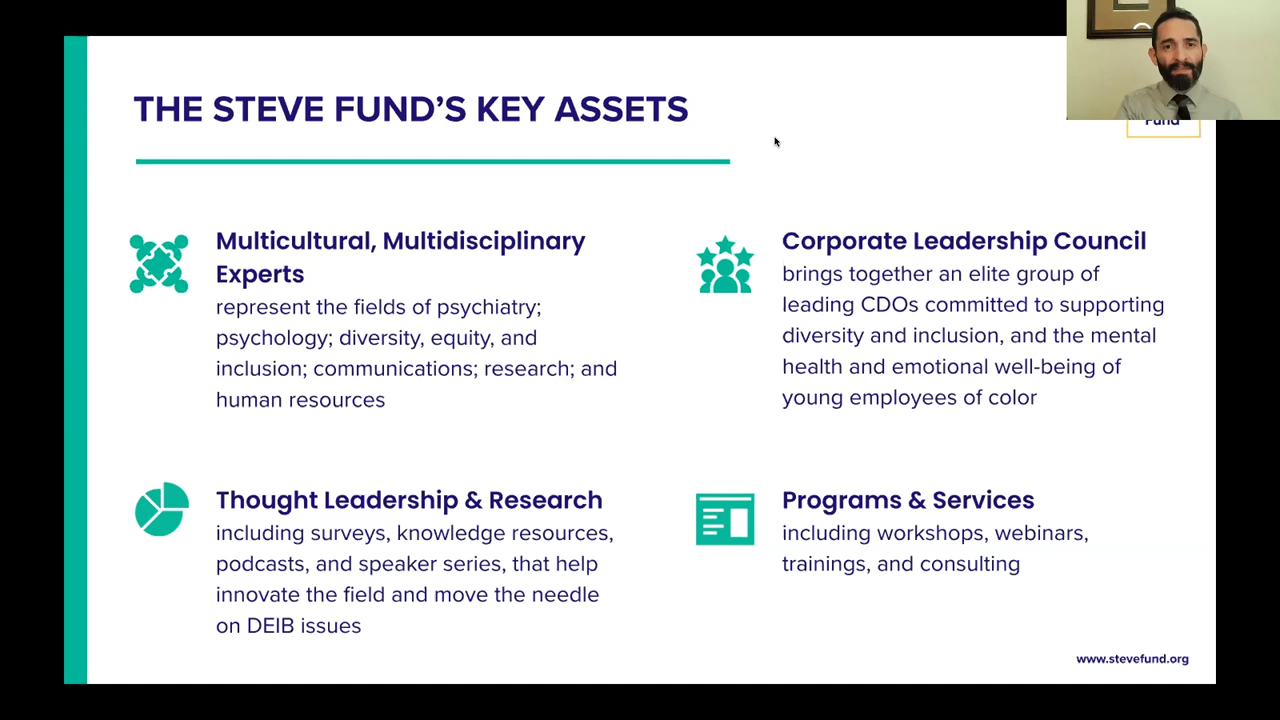 THE STEVE FUND'S KEY ASSETS
Fund
Multicultural, Multidisciplinary
Experts
represent the fields of psychiatry;
psychology; diversity, equity, and
inclusion; communications; research; and
human resources
Corporate Leadership Council
brings together an elite group of
leading CDOs committed to supporting
diversity and inclusion, and the mental
health and emotional well-being of
young employees of color
Thought Leadership & Research
including surveys, knowledge resources,
podcasts, and speaker series, that help
innovate the field and move the needle
on DEIB issues
Programs & Services
including workshops, webinars,
trainings, and consulting
www.stevefund.org